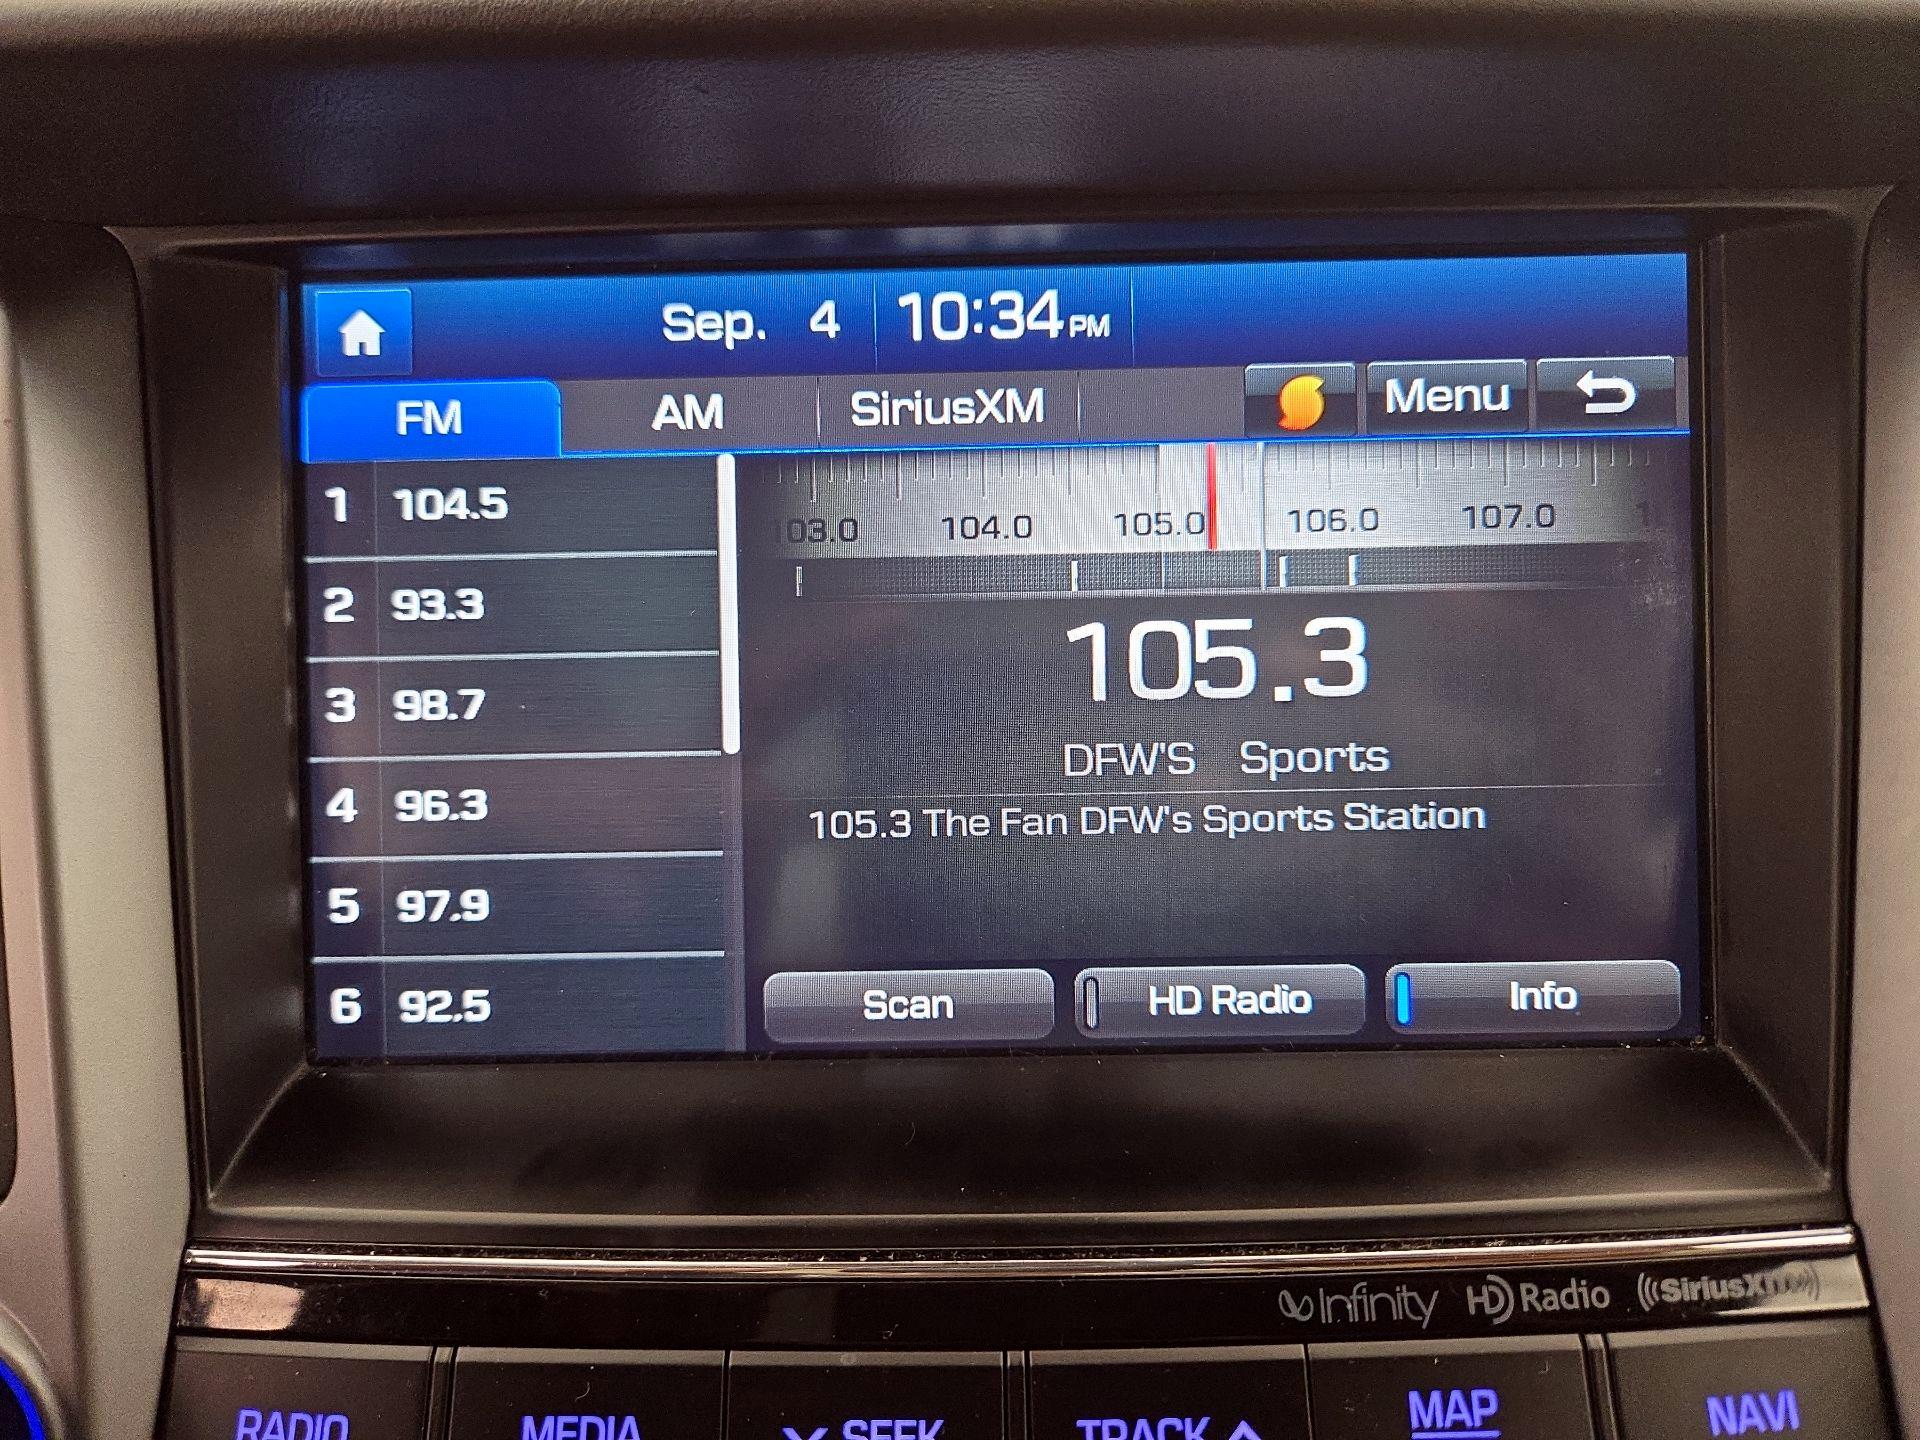 Sep. 4 10:34 PM
FM AM SiriusXM Menu
1 104.5
2 93.3
3 98.7
4 96.3
5 97.9
6 92.5
103.0 104.0 105.0 106.0 107.0
105.3
DFW'S Sports
105.3 The Fan DFW's Sports Station
Scan HD Radio Info
Infinity HD Radio SiriusXM
RADIO MEDIA SEEK TRACK MAP NAVI